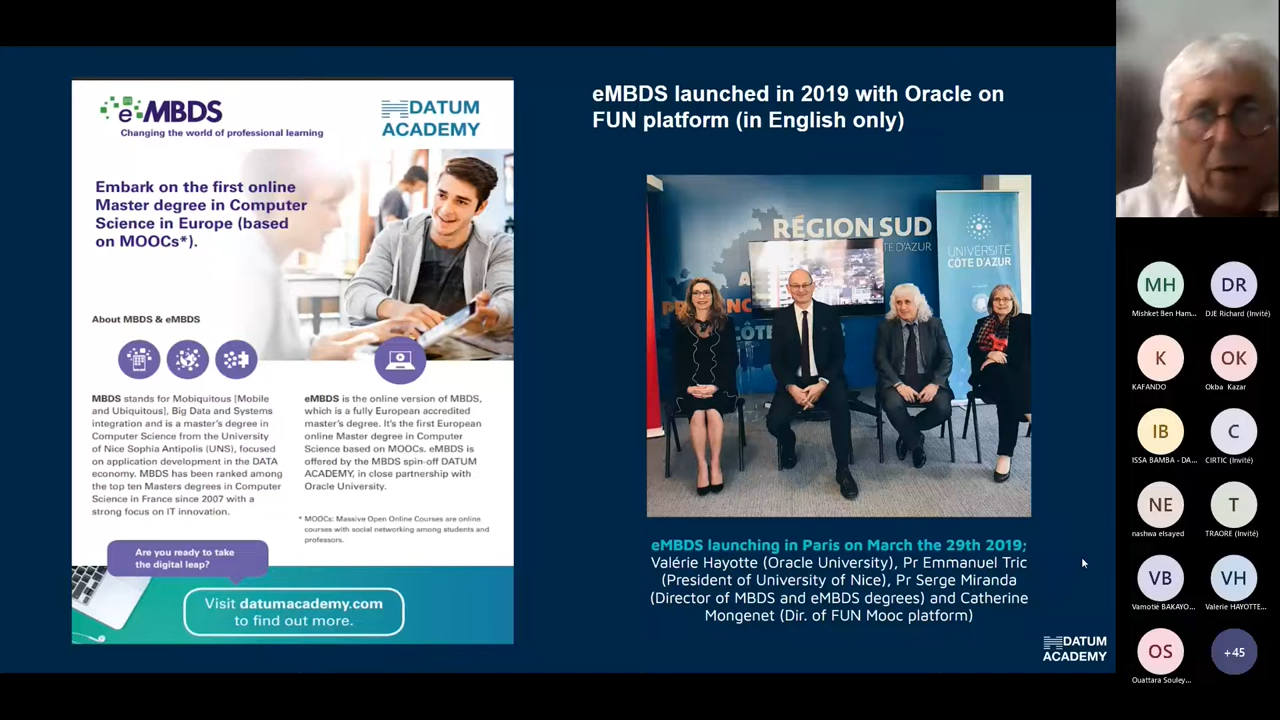 e MBDS
Changing the world of professional learning
DATUM
ACADEMY
Embark on the first online
Master degree in Computer
Science in Europe (based
on MOOCs*).
About MBDS & eMBDS
MBDS stands for Mobiquitous [Mobile
and Ubiquitous], Big Data and Systems
integration and is a master's degree in
Computer Science from the University
of Nice Sophia Antipolis (UNS), focused
on application development in the DATA
economy. MBDS has been ranked among
the top ten Masters degrees in Computer
Science in France since 2007 with a
strong focus on IT innovation.
eMBDS is the online version of MBDS,
which is a fully European accredited
master's degree. It's the first European
online Master degree in Computer
Science based on MOOCs. eMBDS is
offered by the MBDS spin-off DATUM
ACADEMY, in close partnership with
Oracle University.
* MOOCs: Massive Open Online Courses are online
courses with social networking among students and
professors.
Are you ready to take
the digital leap?
Visit datumacademy.com
to find out more.
eMBDS launched in 2019 with Oracle on
FUN platform (in English only)
RÉGION SUD
UNIVERSITÉ
CÔTE D'AZUR
eMBDS launching in Paris on March the 29th 2019;
Valérie Hayotte (Oracle University), Pr Emmanuel Tric
(President of University of Nice), Pr Serge Miranda
(Director of MBDS and eMBDS degrees) and Catherine
Mongenet (Dir. of FUN Mooc platform)
DATUM
ACADEMY
MH
Mishket Ben Ham...
DR
DJE Richard (Invité)
K
KAFANDO
OK
Okba Kazar
IB
ISSA BAMBA - DA...
C
CIRTIC (Invité)
NE
nashwa elsayed
T
TRAORE (Invité)
VB
Vamotié BAKAYO...
VH
Valerie HAYOTTE...
OS
Ouattara Souley...
+45